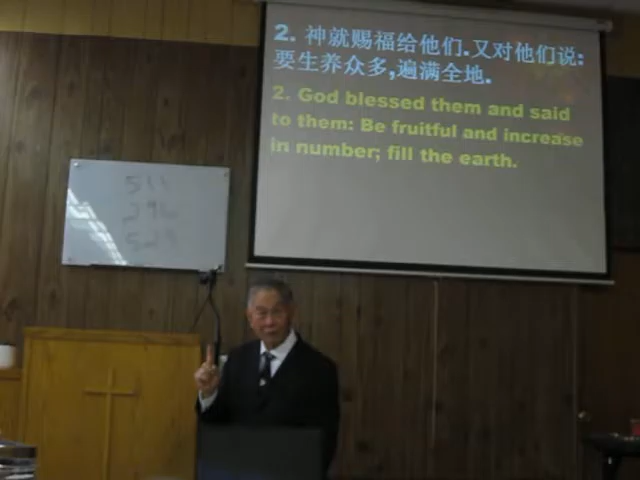 2. 神就赐福给他们.又对他们说:
要生养众多,遍满全地.
2. God blessed them and said
to them: Be fruitful and increase
in number; fill the earth.